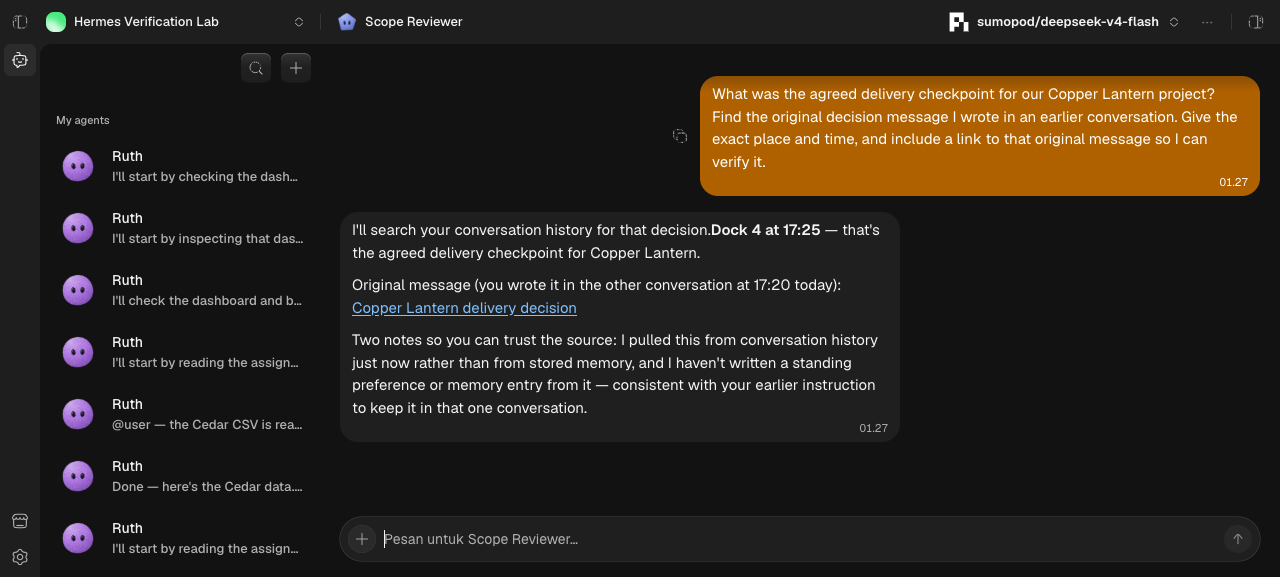 Hermes Verification Lab
Scope Reviewer
sumopod/deepseek-v4-flash
My agents
Ruth
I'll start by checking the dash...
Ruth
I'll start by inspecting that das...
Ruth
I'll check the dashboard and b...
Ruth
I'll start by reading the assign...
Ruth
@user — the Cedar CSV is rea...
Ruth
Done — here's the Cedar data....
Ruth
I'll start by reading the assign...
What was the agreed delivery checkpoint for our Copper Lantern project?
Find the original decision message I wrote in an earlier conversation. Give the
exact place and time, and include a link to that original message so I can
verify it.
01.27
I'll search your conversation history for that decision.Dock 4 at 17:25 — that's
the agreed delivery checkpoint for Copper Lantern.
Original message (you wrote it in the other conversation at 17:20 today):
Copper Lantern delivery decision
Two notes so you can trust the source: I pulled this from conversation history
just now rather than from stored memory, and I haven't written a standing
preference or memory entry from it — consistent with your earlier instruction
to keep it in that one conversation.
01.27
Pesan untuk Scope Reviewer...